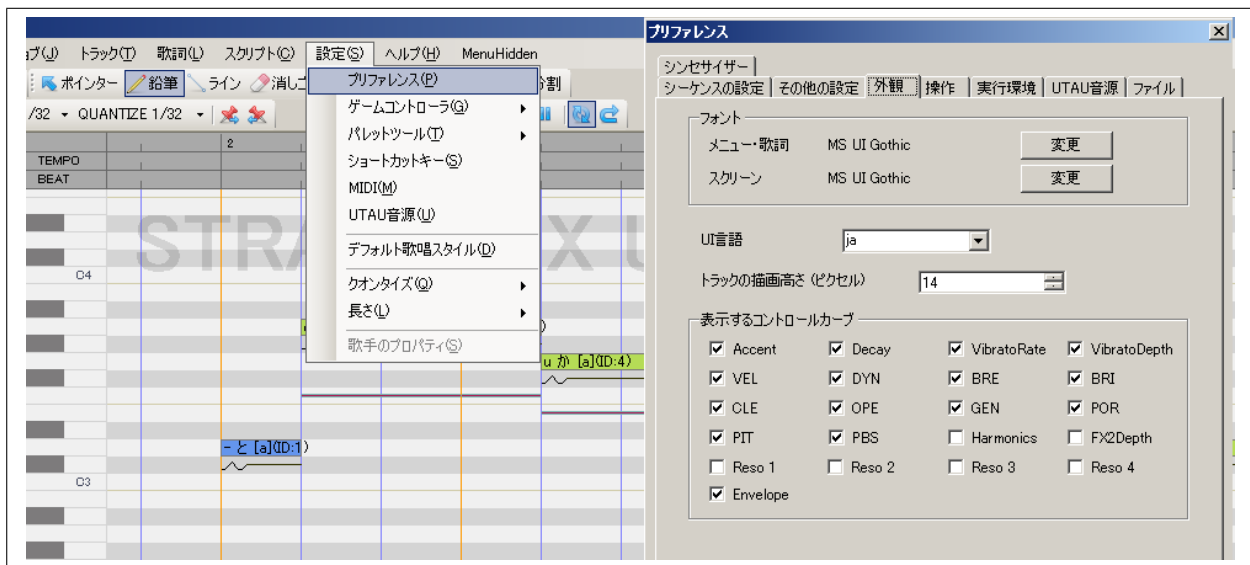 ョブ(J) トラック(T) 歌詞(L) スクリプト(C) 設定(S) ヘルプ(H) MenuHidden
ポインター 鉛筆 ライン 消しゴ 分割
/32 QUANTIZE 1/32
2
TEMPO
BEAT
STRA X U
C4
C3
プリファレンス(P)
ゲームコントローラ(G)
パレットツール(T)
ショートカットキー(S)
MIDI(M)
UTAU音源(U)
デフォルト歌唱スタイル(D)
クオンタイズ(Q)
長さ(L)
歌手のプロパティ(S)
u か [a](ID:4)
- と [a](ID:1)
プリファレンス
シンセサイザー
シーケンスの設定 その他の設定 外観 操作 実行環境 UTAU音源 ファイル
フォント
メニュー・歌詞 MS UI Gothic 変更
スクリーン MS UI Gothic 変更
UI言語 ja
トラックの描画高さ (ピクセル) 14
表示するコントロールカーブ
Accent Decay VibratoRate VibratoDepth
VEL DYN BRE BRI
CLE OPE GEN POR
PIT PBS Harmonics FX2Depth
Reso 1 Reso 2 Reso 3 Reso 4
Envelope